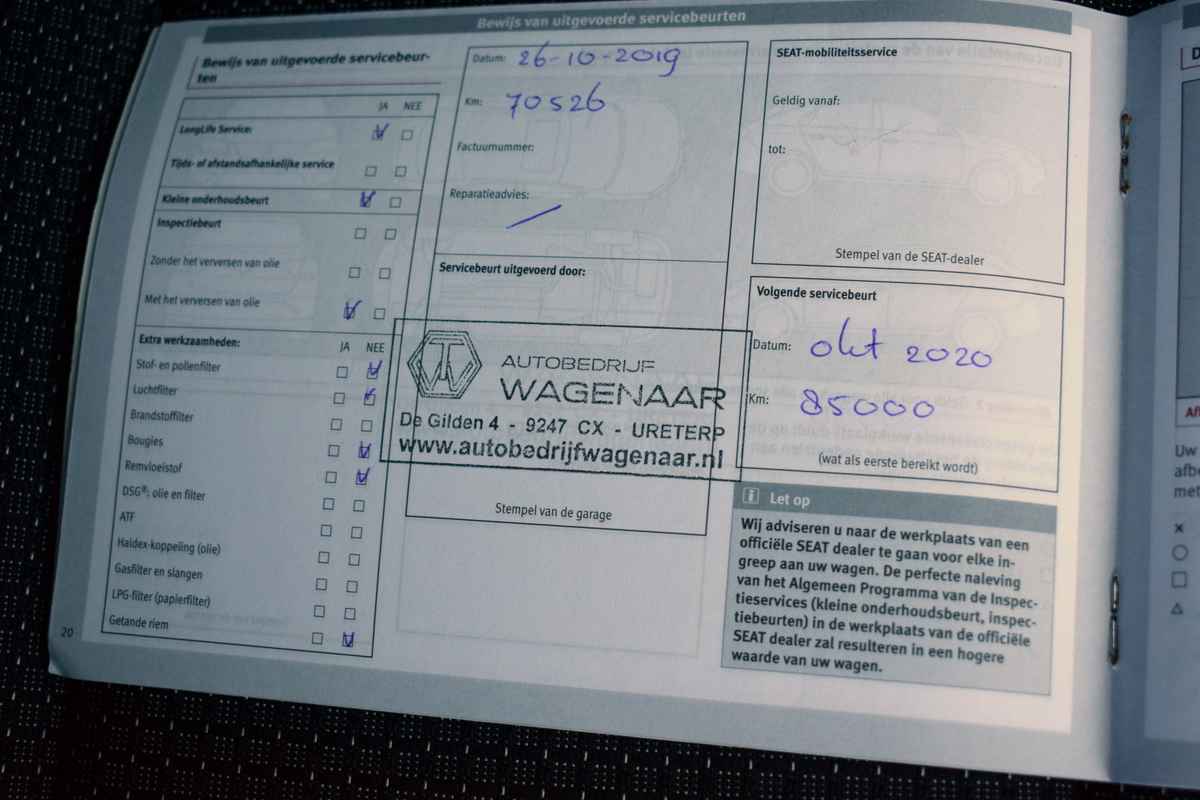 Bewijs van uitgevoerde servicebeurten
Bewijs van uitgevoerde servicebeur-
ten
JA NEE
LongLife Service:
Tijds- of afstandsafhankelijke service
Kleine onderhoudsbeurt
Inspectiebeurt
Zonder het verversen van olie
Met het verversen van olie
Extra werkzaamheden: JA NEE
Stof- en pollenfilter
Luchtfilter
Brandstoffilter
Bougies
Remvloeistof
DSG®: olie en filter
ATF
Haldex-koppeling (olie)
Gasfilter en slangen
LPG-filter (papierfilter)
Getande riem
20
Datum: 26-10-2019
Km: 70526
Factuurnummer:
Reparatieadvies:
Servicebeurt uitgevoerd door:
AUTOBEDRIJF
WAGENAAR
De Gilden 4 - 9247 CX - URETERP
www.autobedrijfwagenaar.nl
Stempel van de garage
SEAT-mobiliteitsservice
Geldig vanaf:
tot:
Stempel van de SEAT-dealer
Volgende servicebeurt
Datum: okt 2020
Km: 85000
(wat als eerste bereikt wordt)
i Let op
Wij adviseren u naar de werkplaats van een
officiële SEAT dealer te gaan voor elke in-
greep aan uw wagen. De perfecte naleving
van het Algemeen Programma van de Inspec-
tieservices (kleine onderhoudsbeurt, inspec-
tiebeurten) in de werkplaats van de officiële
SEAT dealer zal resulteren in een hogere
waarde van uw wagen.
Uw
afbe
met